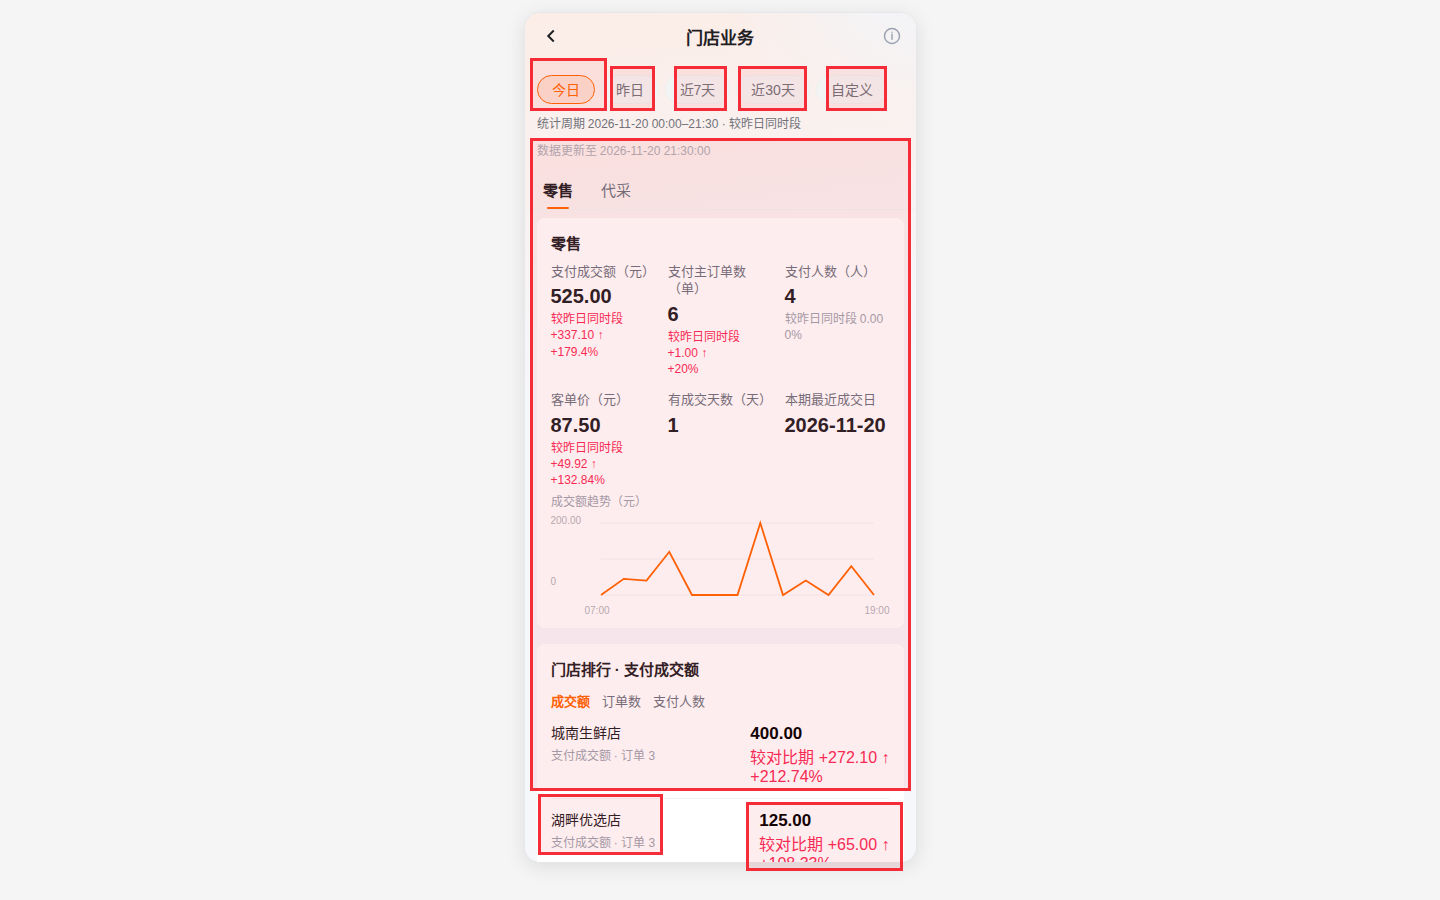 门店业务
今日 昨日 近7天 近30天 自定义
统计周期 2026-11-20 00:00–21:30 · 较昨日同时段
数据更新至 2026-11-20 21:30:00
零售 代采
零售
支付成交额（元）
525.00
较昨日同时段
+337.10 ↑
+179.4%
支付主订单数
（单）
6
较昨日同时段
+1.00 ↑
+20%
支付人数（人）
4
较昨日同时段 0.00
0%
客单价（元）
87.50
较昨日同时段
+49.92 ↑
+132.84%
有成交天数（天）
1
本期最近成交日
2026-11-20
成交额趋势（元）
200.00
0
07:00 19:00
门店排行 · 支付成交额
成交额 订单数 支付人数
城南生鲜店
支付成交额 · 订单 3
400.00
较对比期 +272.10 ↑
+212.74%
湖畔优选店
支付成交额 · 订单 3
125.00
较对比期 +65.00 ↑
+108.33%